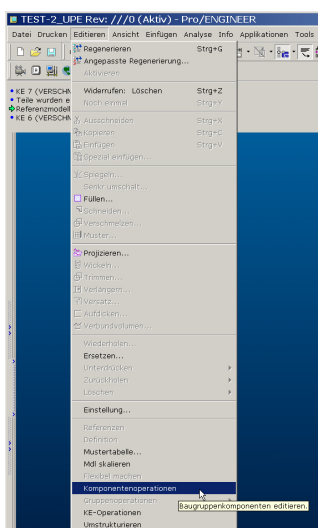 TEST-2_UPE Rev: ///0 (Aktiv) - Pro/ENGINEER
Datei Drucken Editieren Ansicht Einfügen Analyse Info Applikationen Tools
Regenerieren Strg+G
Angepasste Regenerierung...
Aktivieren
KE 7 (VERSCHN
Widerrufen: Löschen Strg+Z
Teile wurden e
Noch einmal Strg+Y
Referenzmodell
KE 6 (VERSCHN
Ausschneiden Strg+X
Kopieren Strg+C
Einfügen Strg+V
Spezial einfügen...
Spiegeln...
Senkr umschalt...
Füllen...
Schneiden...
Verschmelzen...
Muster...
Projizieren...
Wickeln...
Trimmen...
Verlängern...
Versatz...
Aufdicken...
Verbundvolumen...
Wiederholen...
Ersetzen...
Unterdrücken
Zurückholen
Löschen
Einstellung...
Referenzen
Definition
Mustertabelle...
Mdl skalieren
Flexibel machen
Komponentenoperationen
Gruppenoperationen
Baugruppenkomponenten editieren.
KE-Operationen
Umstrukturieren